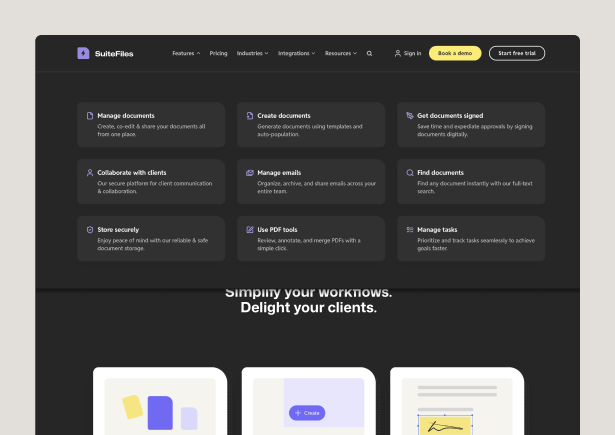 SuiteFiles
Features Pricing Industries Integrations Resources
Sign in Book a demo Start free trial
Manage documents
Create, co-edit & share your documents all
from one place.
Create documents
Generate documents using templates and
auto-population.
Get documents signed
Save time and expediate approvals by signing
documents digitally.
Collaborate with clients
Our secure platform for client communication
& collaboration.
Manage emails
Organize, archive, and share emails across your
entire team.
Find documents
Find any document instantly with our full-text
search.
Store securely
Enjoy peace of mind with our reliable & safe
document storage.
Use PDF tools
Review, annotate, and merge PDFs with a
simple click.
Manage tasks
Prioritize and track tasks seamlessly to achieve
goals faster.
Simplify your workflows.
Delight your clients.
Create